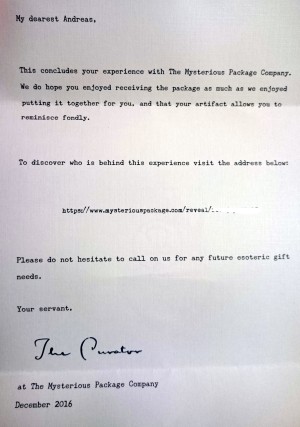 My dearest Andreas,
This concludes your experience with The Mysterious Package Company.
We do hope you enjoyed receiving the package as much as we enjoyed
putting it together for you, and that your artifact allows you to
reminisce fondly.
To discover who is behind this experience visit the address below:
https://www.mysteriouspackage.com/reveal/
Please do not hesitate to call on us for any future esoteric gift
needs.
Your servant.
The Curator
at The Mysterious Package Company
December 2016